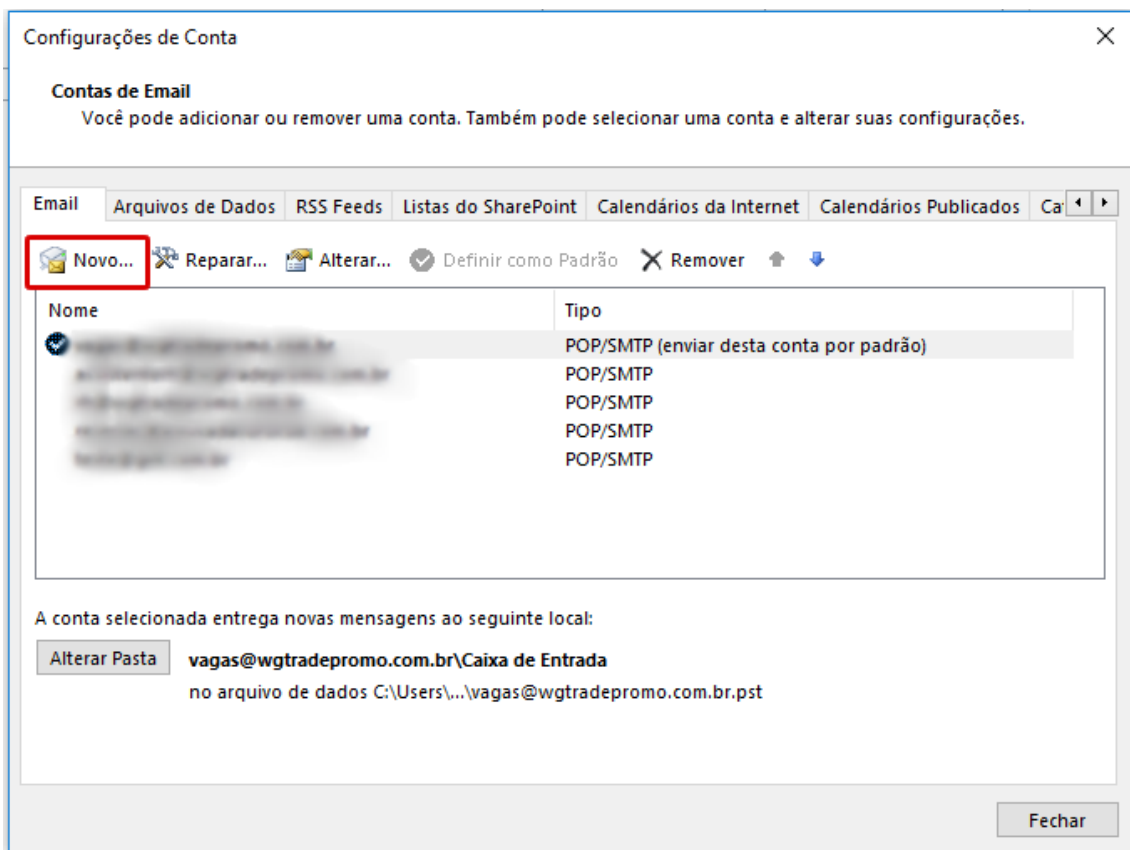 Configurações de Conta
Contas de Email
Você pode adicionar ou remover uma conta. Também pode selecionar uma conta e alterar suas configurações.
Email Arquivos de Dados RSS Feeds Listas do SharePoint Calendários da Internet Calendários Publicados
Novo... Reparar... Alterar... Definir como Padrão Remover
Nome Tipo
POP/SMTP (enviar desta conta por padrão)
POP/SMTP
POP/SMTP
POP/SMTP
POP/SMTP
A conta selecionada entrega novas mensagens ao seguinte local:
Alterar Pasta vagas@wgtradepromo.com.br\Caixa de Entrada
no arquivo de dados C:\Users\...\vagas@wgtradepromo.com.br.pst
Fechar